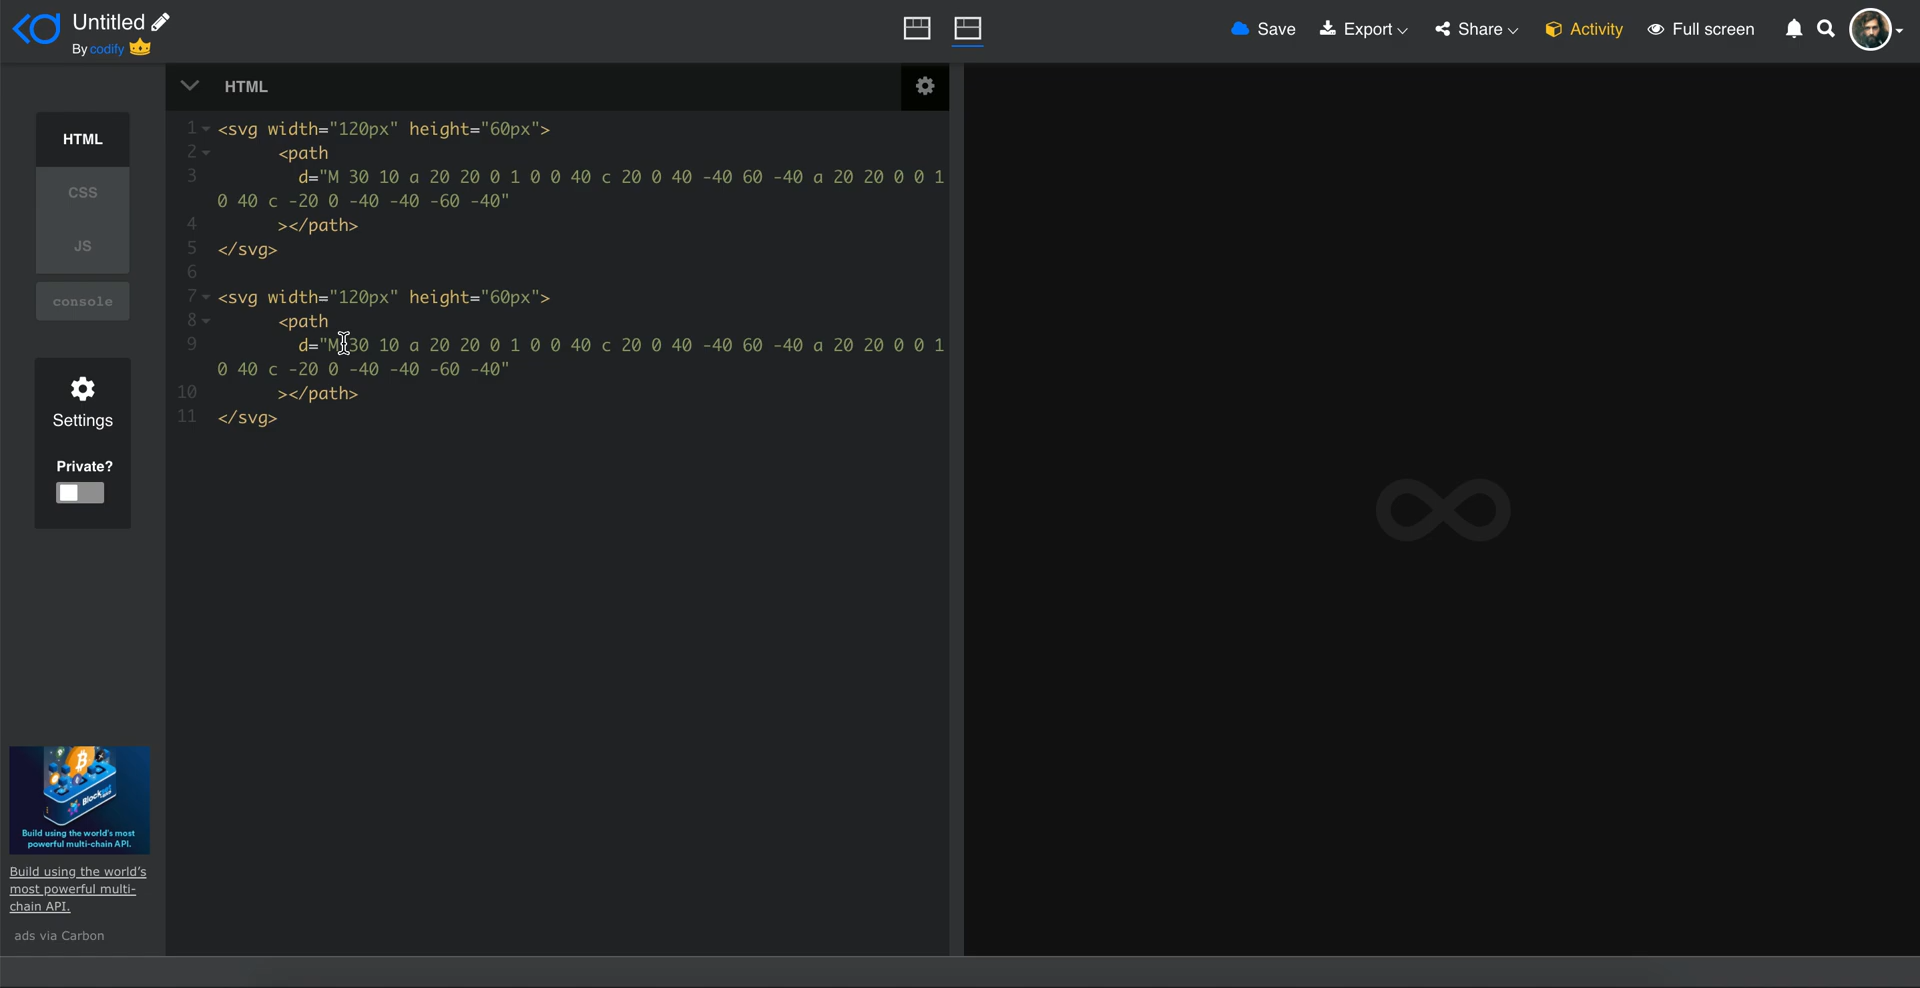 Untitled
By codify
Save Export Share Activity Full screen
HTML
HTML
CSS
JS
console
Settings
Private?
1 <svg width="120px" height="60px">
2 <path
3 d="M 30 10 a 20 20 0 1 0 0 40 c 20 0 40 -40 60 -40 a 20 20 0 0 1
0 40 c -20 0 -40 -40 -60 -40"
4 ></path>
5 </svg>
6
7 <svg width="120px" height="60px">
8 <path
9 d="M 30 10 a 20 20 0 1 0 0 40 c 20 0 40 -40 60 -40 a 20 20 0 0 1
0 40 c -20 0 -40 -40 -60 -40"
10 ></path>
11 </svg>
Build using the world's most
powerful multi-chain API.
Build using the world's
most powerful multi-
chain API.
ads via Carbon